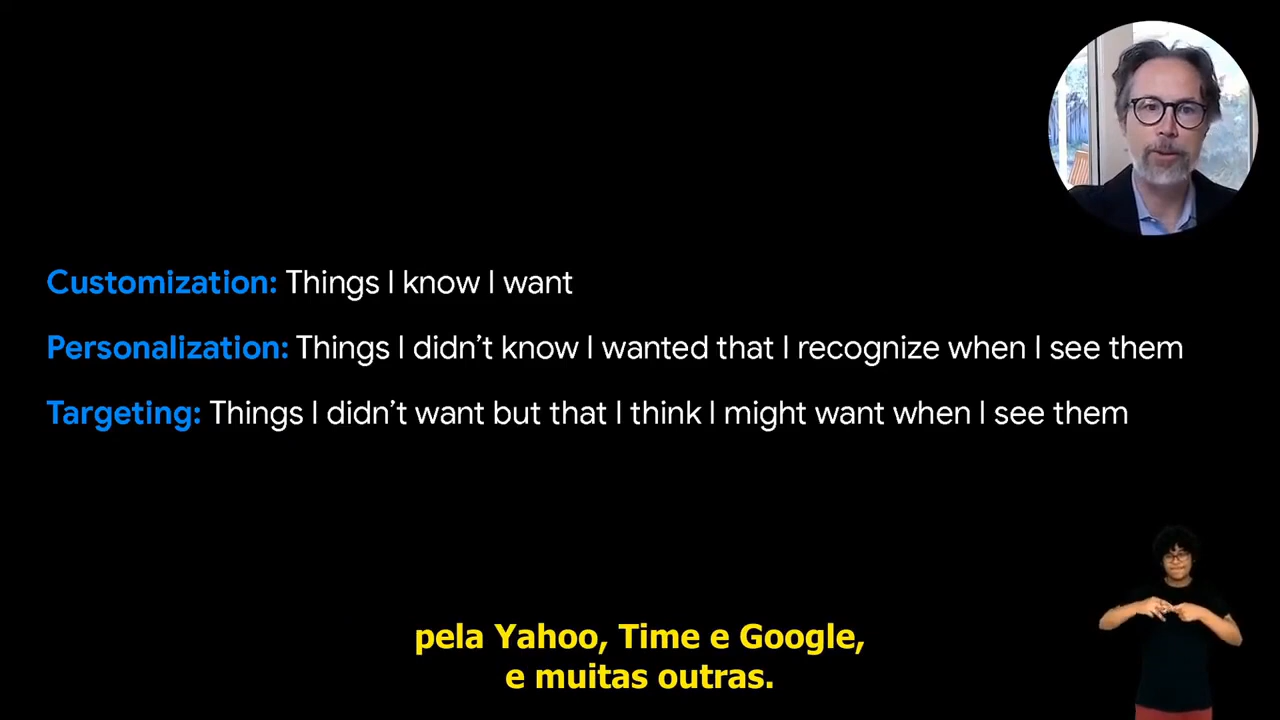 Customization: Things I know I want
Personalization: Things I didn’t know I wanted that I recognize when I see them
Targeting: Things I didn’t want but that I think I might want when I see them
pela Yahoo, Time e Google,
e muitas outras.